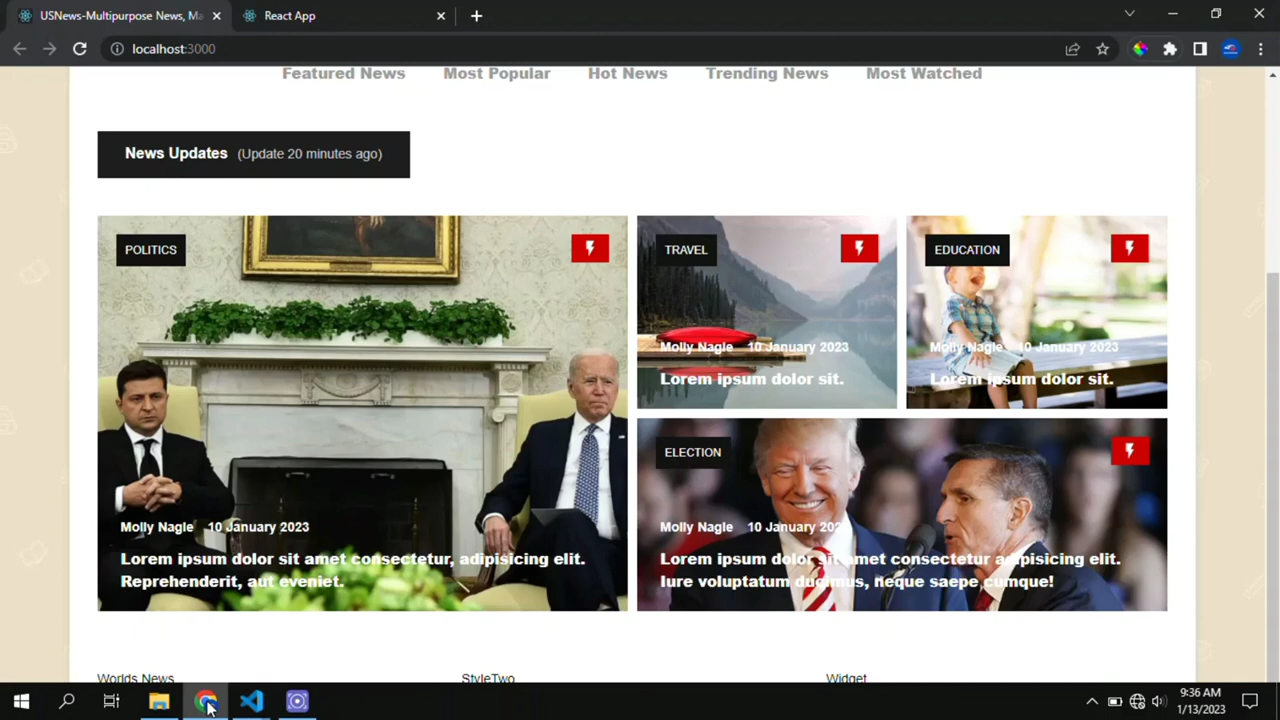 USNews-Multipurpose News, Ma
React App
localhost:3000
Featured News Most Popular Hot News Trending News Most Watched
News Updates (Update 20 minutes ago)
POLITICS
Molly Nagle 10 January 2023
Lorem ipsum dolor sit amet consectetur, adipisicing elit.
Reprehenderit, aut eveniet.
TRAVEL
Molly Nagle 10 January 2023
Lorem ipsum dolor sit.
EDUCATION
Molly Nagle 10 January 2023
Lorem ipsum dolor sit.
ELECTION
Molly Nagle 10 January 2023
Lorem ipsum dolor sit amet consectetur adipisicing elit.
Iure voluptatum ducimus, neque saepe cumque!
Worlds News StyleTwo Widget
9:36 AM
1/13/2023